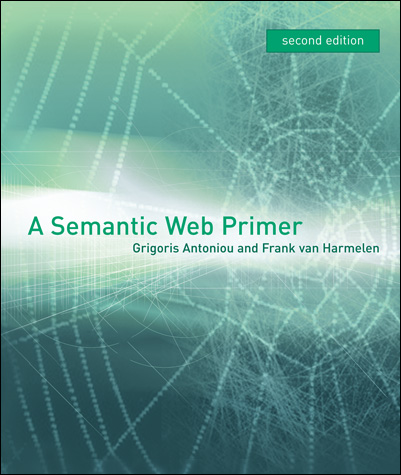 second edition
A Semantic Web Primer
Grigoris Antoniou and Frank van Harmelen